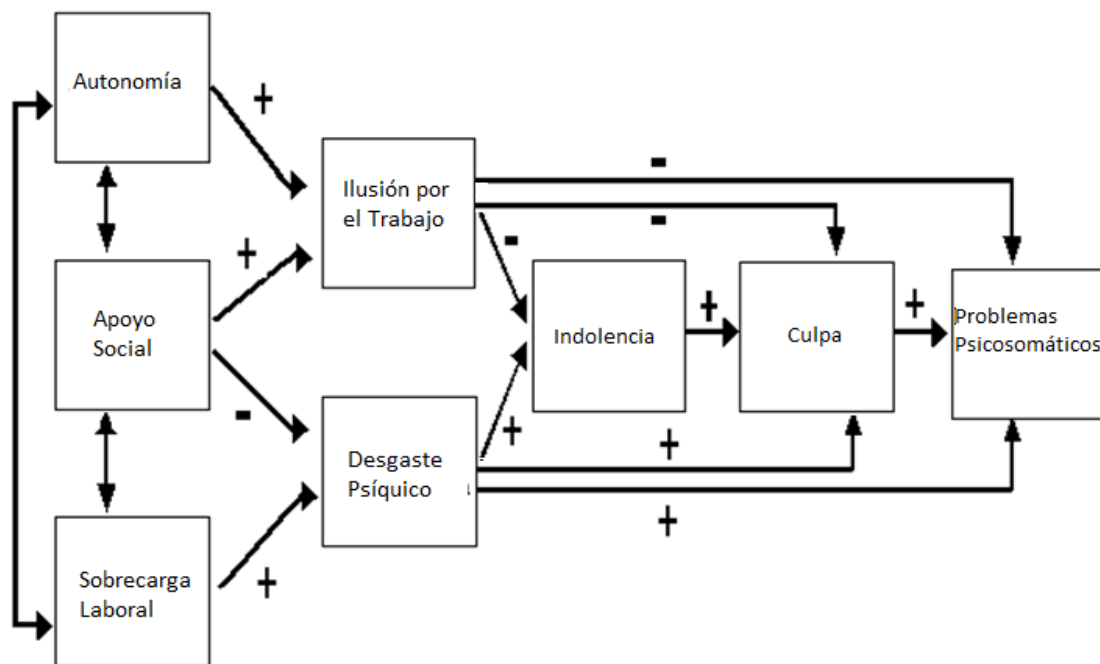 Autonomía
+
Ilusión por
el Trabajo
-
-
-
+
Apoyo
Social
Indolencia
+
Culpa
+
Problemas
Psicosomáticos
-
Desgaste
Psíquico
+
+
+
Sobrecarga
Laboral
+